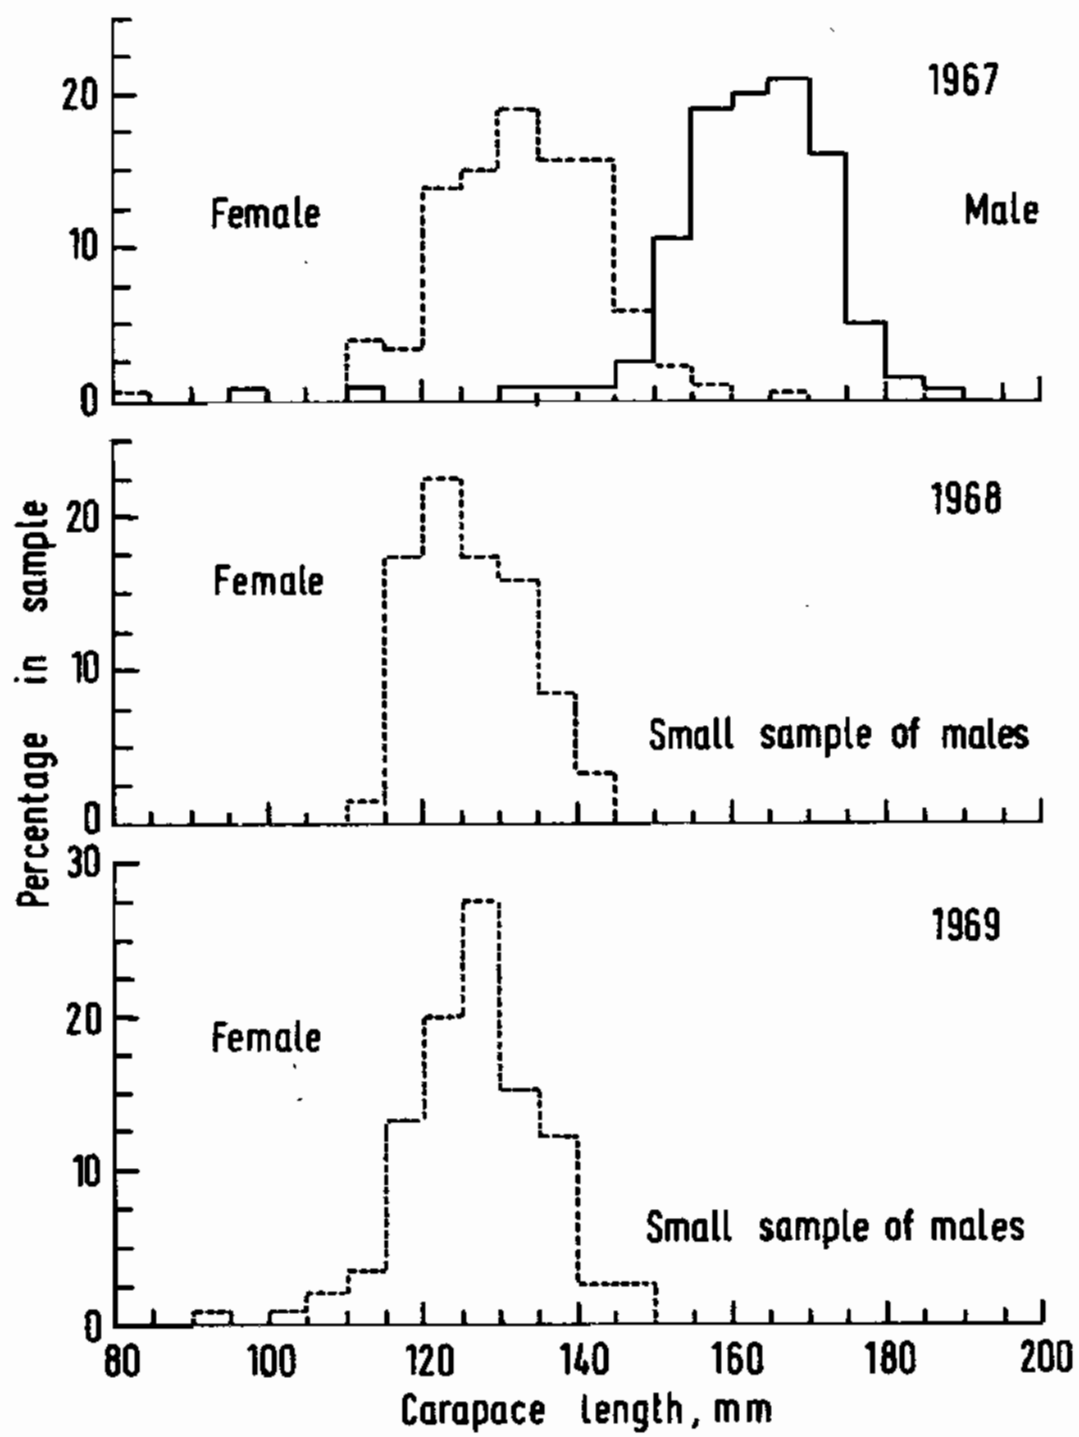 1967
20
Female
Male
10
0
1968
20
Female
10
Small sample of males
0
Percentage in sample
30
1969
20
Female
10
Small sample of males
0
80 100 120 140 160 180 200
Carapace length, mm